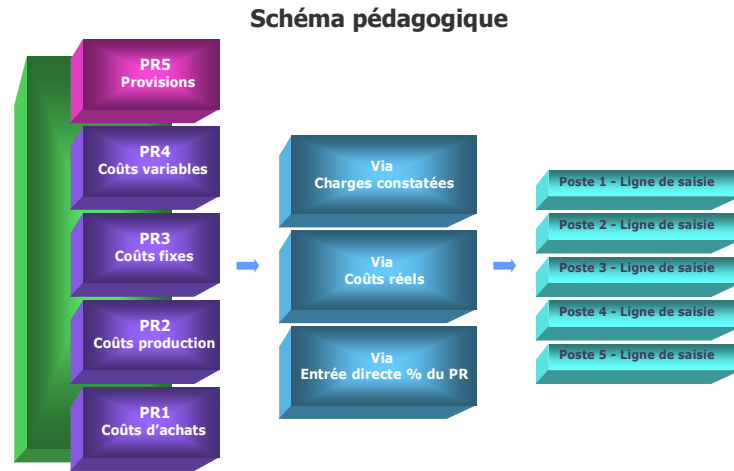 Schéma pédagogique
PR5
Provisions
PR4
Coûts variables
PR3
Coûts fixes
PR2
Coûts production
PR1
Coûts d’achats
Via
Charges constatées
Via
Coûts réels
Via
Entrée directe % du PR
Poste 1 - Ligne de saisie
Poste 2 - Ligne de saisie
Poste 3 - Ligne de saisie
Poste 4 - Ligne de saisie
Poste 5 - Ligne de saisie